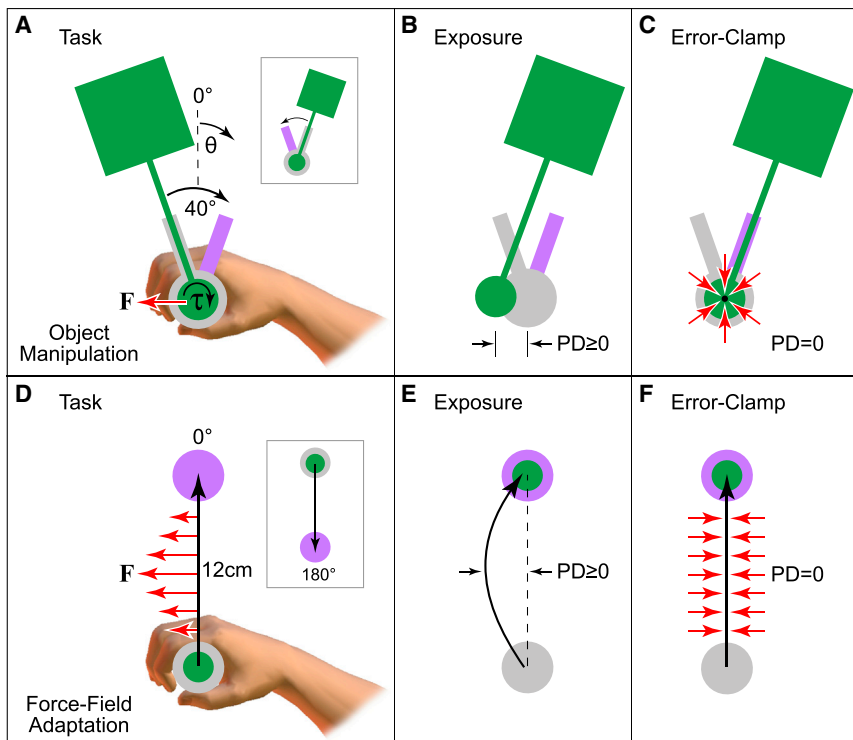 A
Task
0°
θ
40°
F
τ
Object
Manipulation
B
Exposure
PD≥0
C
Error-Clamp
PD=0
D
Task
0°
F
12cm
180°
Force-Field
Adaptation
E
Exposure
PD≥0
F
Error-Clamp
PD=0